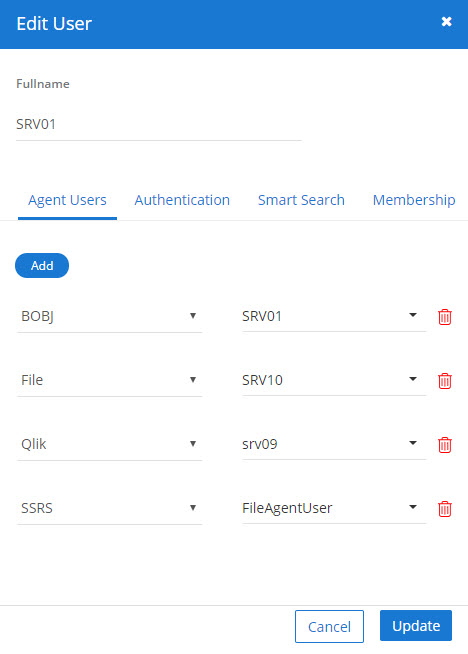 Edit User
Fullname
SRV01
Agent Users Authentication Smart Search Membership
Add
BOBJ SRV01
File SRV10
Qlik srv09
SSRS FileAgentUser
Cancel Update